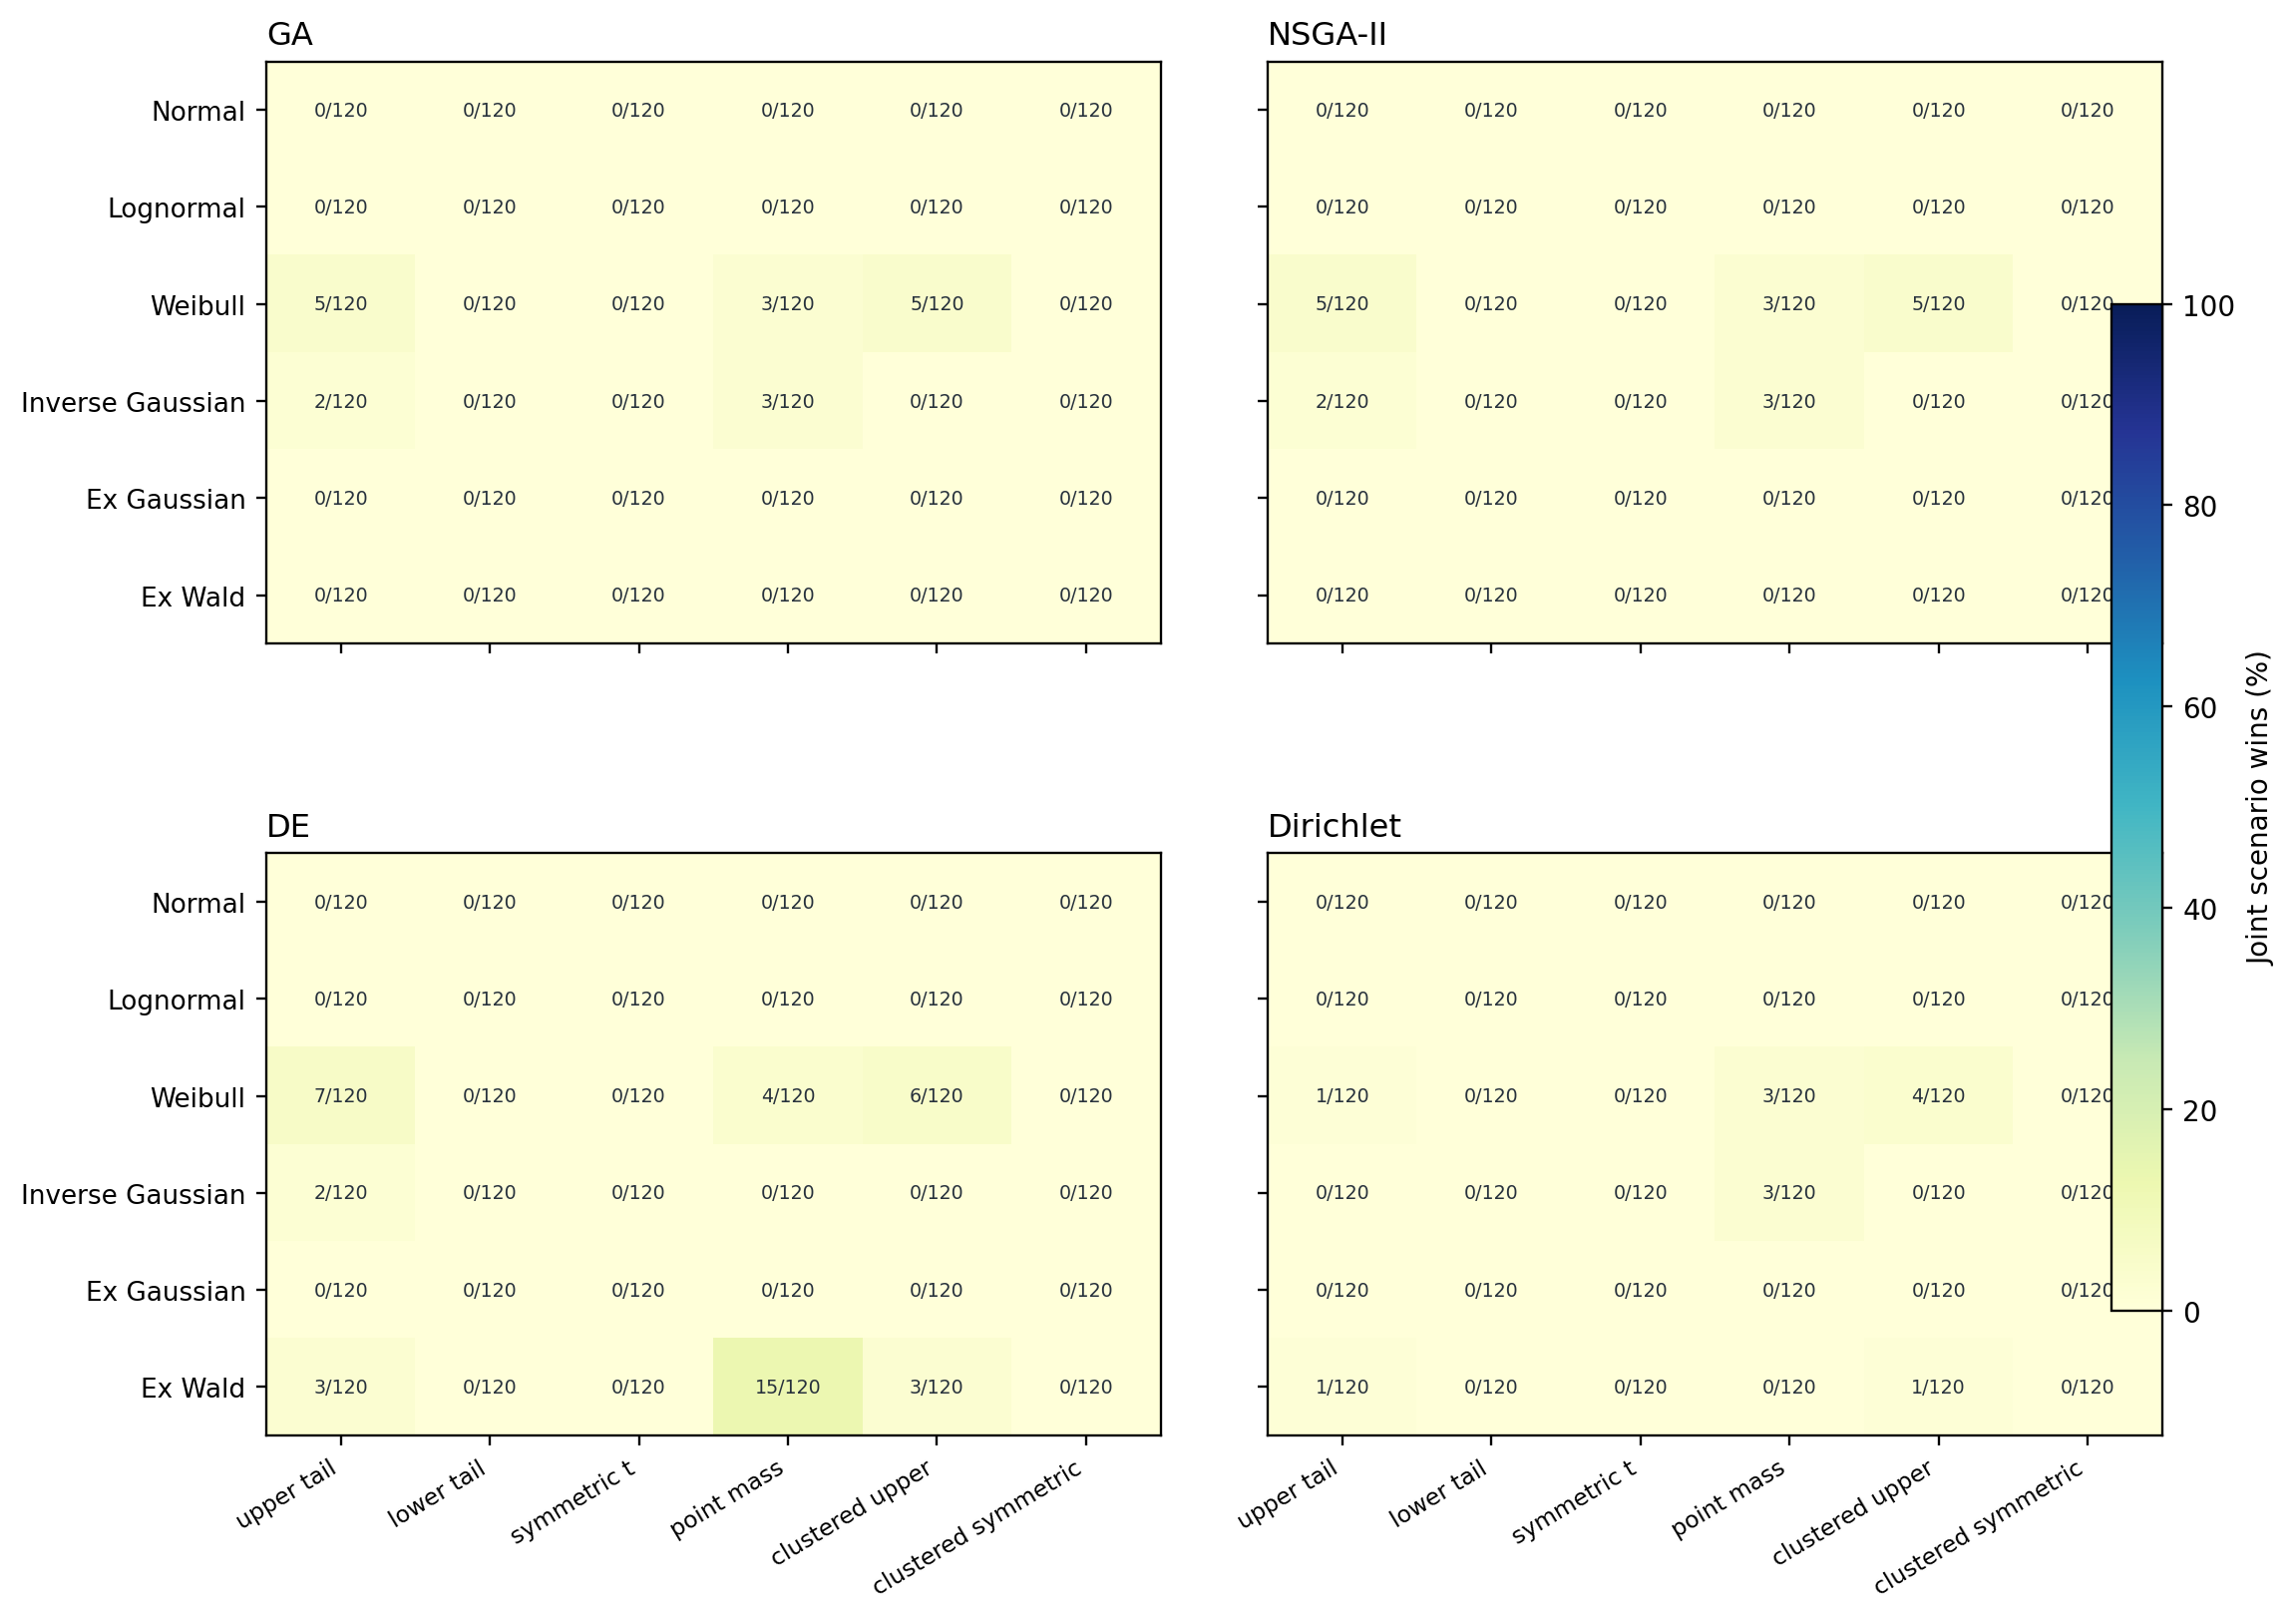 GA
Normal 0/120 0/120 0/120 0/120 0/120 0/120
Lognormal 0/120 0/120 0/120 0/120 0/120 0/120
Weibull 5/120 0/120 0/120 3/120 5/120 0/120
Inverse Gaussian 2/120 0/120 0/120 3/120 0/120 0/120
Ex Gaussian 0/120 0/120 0/120 0/120 0/120 0/120
Ex Wald 0/120 0/120 0/120 0/120 0/120 0/120
NSGA-II
0/120 0/120 0/120 0/120 0/120 0/120
0/120 0/120 0/120 0/120 0/120 0/120
5/120 0/120 0/120 3/120 5/120 0/120
2/120 0/120 0/120 3/120 0/120 0/120
0/120 0/120 0/120 0/120 0/120 0/120
0/120 0/120 0/120 0/120 0/120 0/120
DE
Normal 0/120 0/120 0/120 0/120 0/120 0/120
Lognormal 0/120 0/120 0/120 0/120 0/120 0/120
Weibull 7/120 0/120 0/120 4/120 6/120 0/120
Inverse Gaussian 2/120 0/120 0/120 0/120 0/120 0/120
Ex Gaussian 0/120 0/120 0/120 0/120 0/120 0/120
Ex Wald 3/120 0/120 0/120 15/120 3/120 0/120
upper tail
lower tail
symmetric t
point mass
clustered upper
clustered symmetric
Dirichlet
0/120 0/120 0/120 0/120 0/120 0/120
0/120 0/120 0/120 0/120 0/120 0/120
1/120 0/120 0/120 3/120 4/120 0/120
0/120 0/120 0/120 3/120 0/120 0/120
0/120 0/120 0/120 0/120 0/120 0/120
1/120 0/120 0/120 0/120 1/120 0/120
upper tail
lower tail
symmetric t
point mass
clustered upper
clustered symmetric
100
80
60
40
20
0
Joint scenario wins (%)